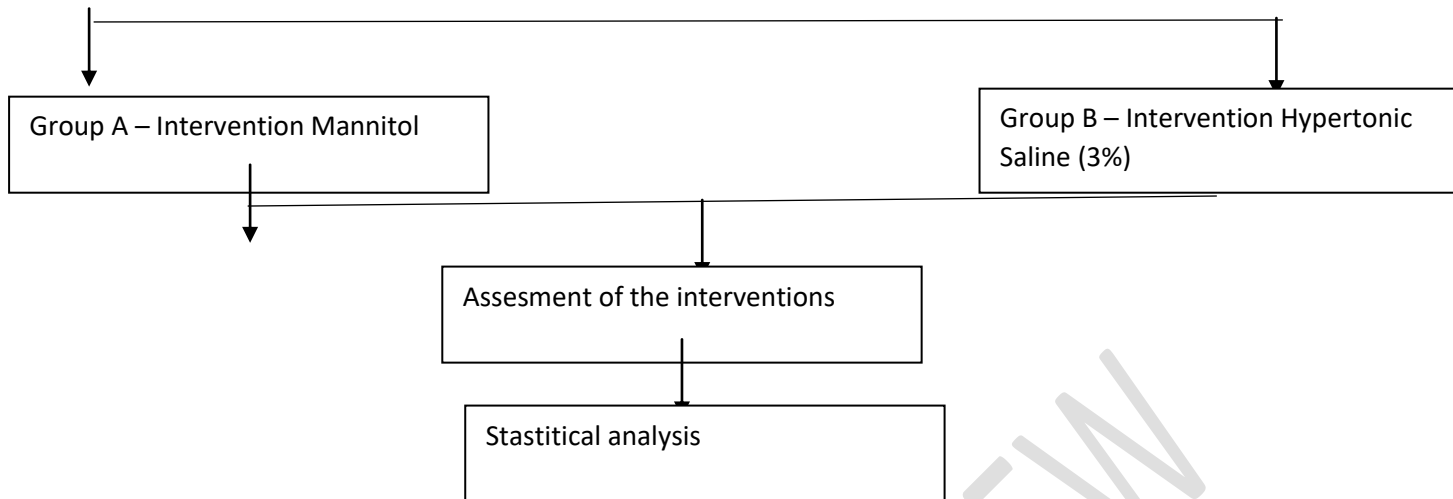 Group A – Intervention Mannitol
Group B – Intervention Hypertonic
Saline (3%)
Assesment of the interventions
Stastitical analysis